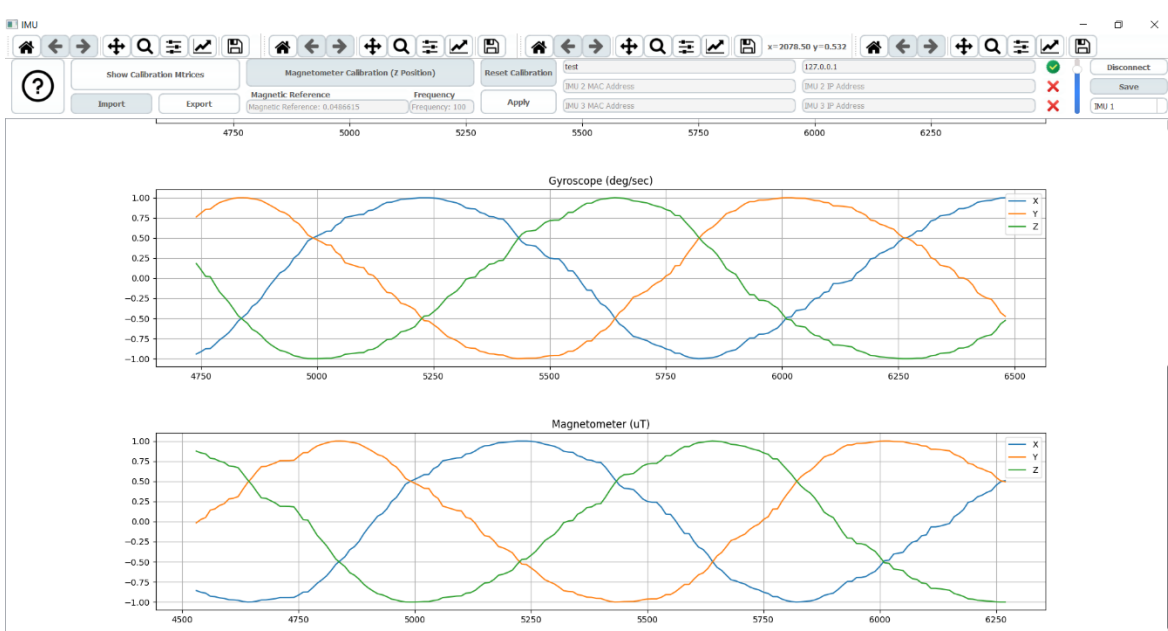 IMU
x=2078.50 y=0.532
Show Calibration Mtrices
Import
Export
Magnetometer Calibration (Z Position)
Magnetic Reference
Frequency
Magnetic Reference: 0.0486615
Frequency: 100
Reset Calibration
Apply
test
127.0.0.1
IMU 2 MAC Address
IMU 2 IP Address
IMU 3 MAC Address
IMU 3 IP Address
Disconnect
Save
IMU 1
4750 5000 5250 5500 5750 6000 6250
Gyroscope (deg/sec)
1.00
0.75
0.50
0.25
0.00
−0.25
−0.50
−0.75
−1.00
X
Y
Z
4750 5000 5250 5500 5750 6000 6250 6500
Magnetometer (uT)
1.00
0.75
0.50
0.25
0.00
−0.25
−0.50
−0.75
−1.00
X
Y
Z
4500 4750 5000 5250 5500 5750 6000 6250